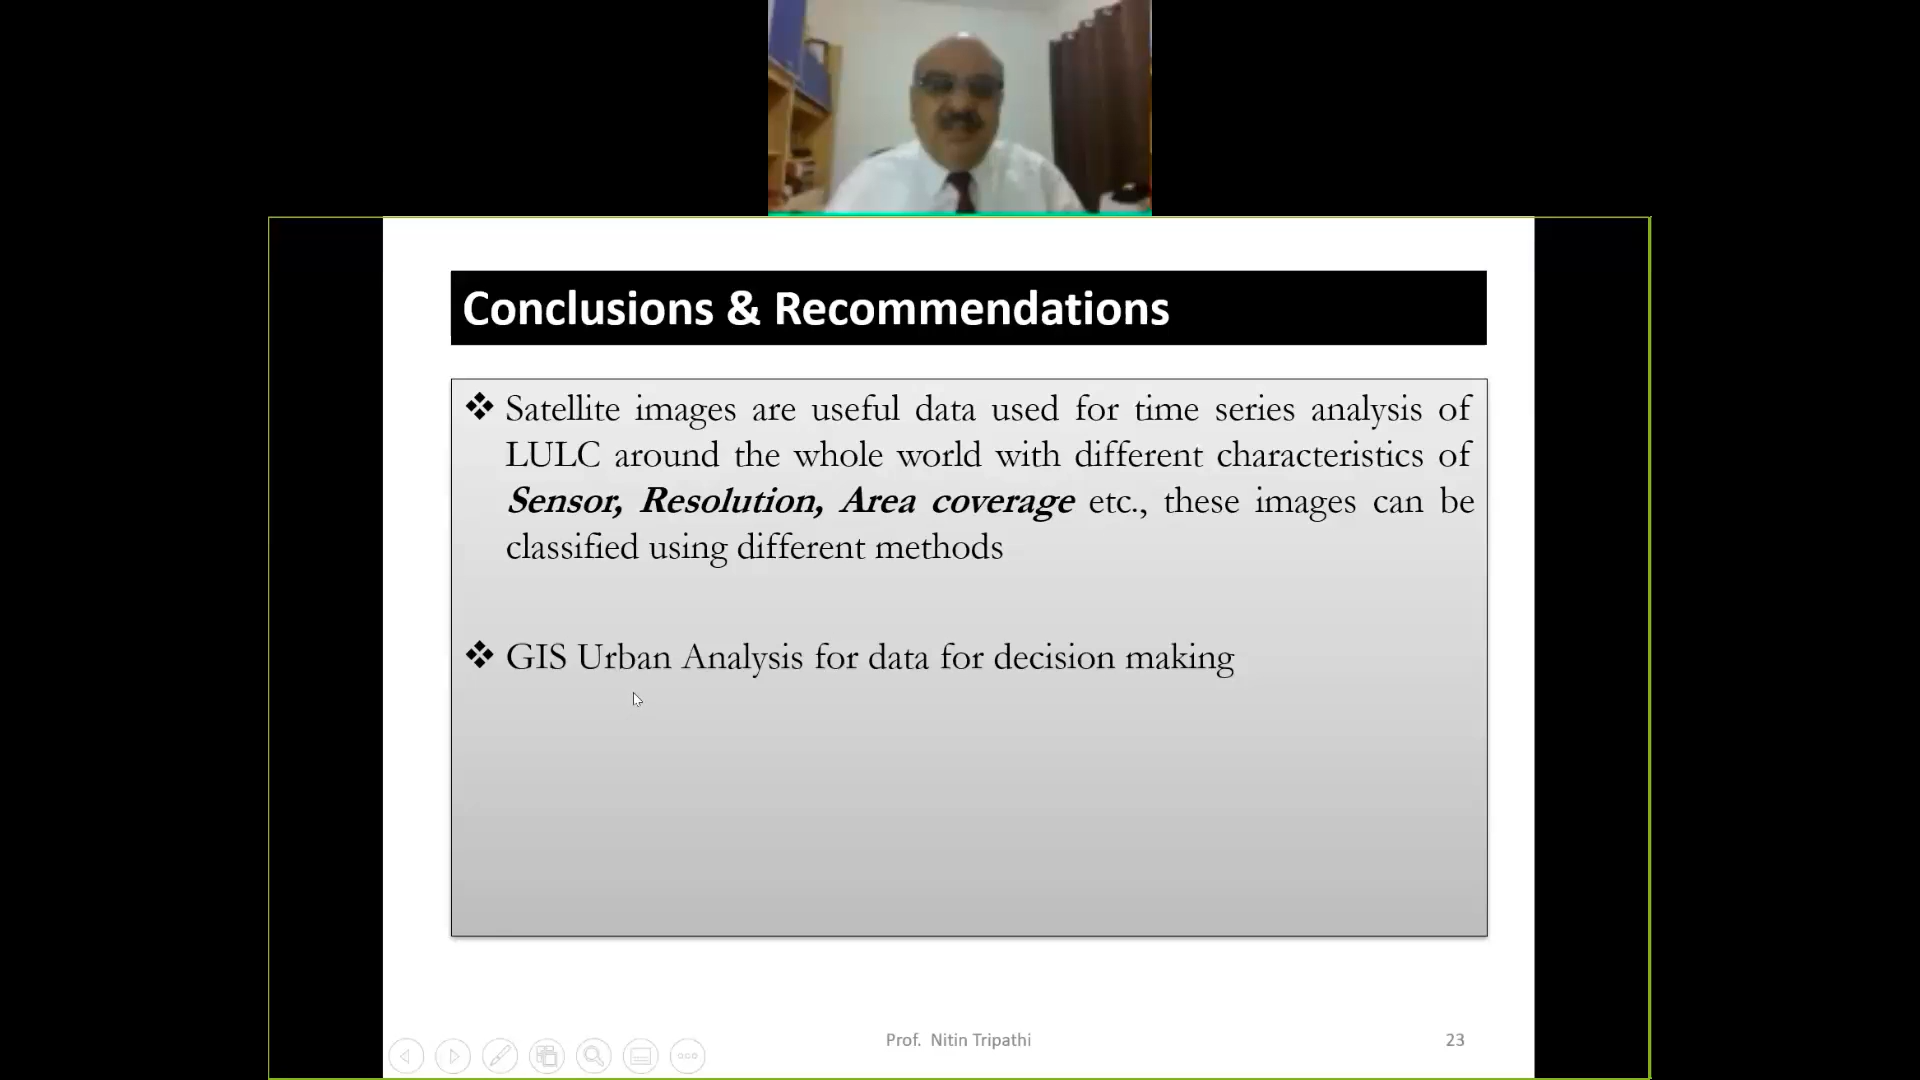 Conclusions & Recommendations
❖ Satellite images are useful data used for time series analysis of
LULC around the whole world with different characteristics of
Sensor, Resolution, Area coverage etc., these images can be
classified using different methods
❖ GIS Urban Analysis for data for decision making
Prof. Nitin Tripathi
23